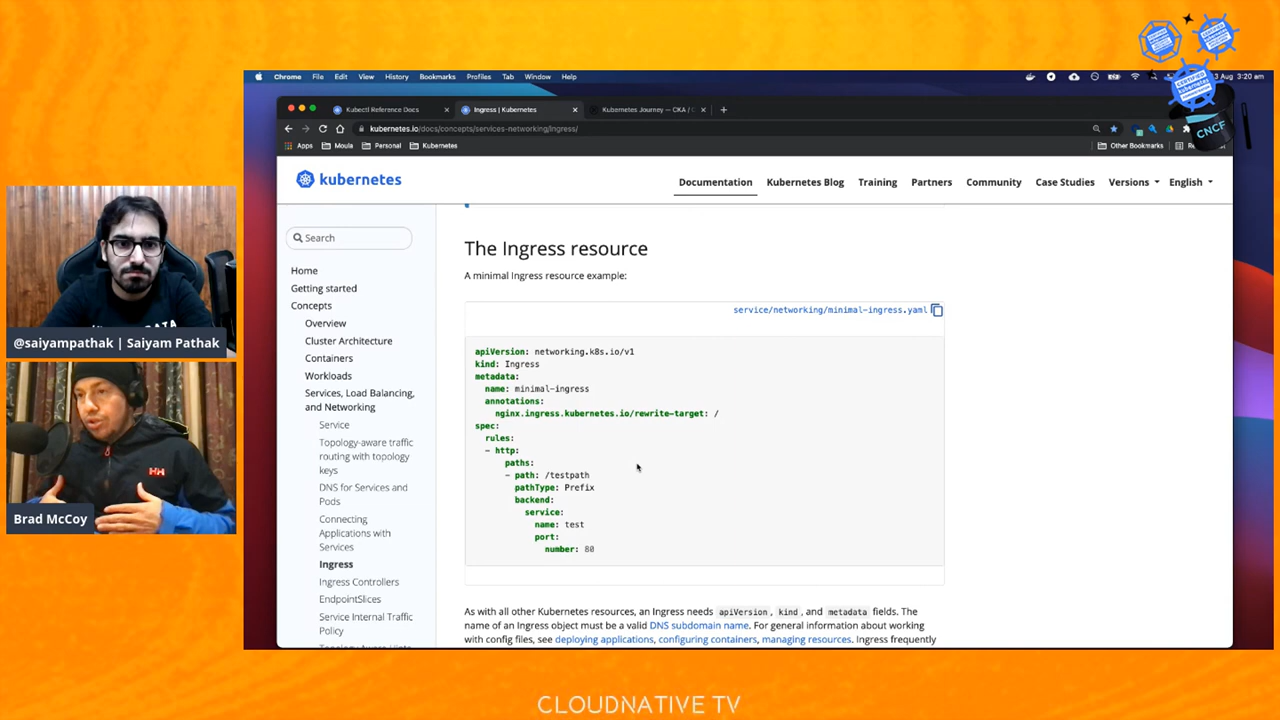 Chrome File Edit View History Bookmarks Profiles Tab Window Help
3 Aug 3:20 am
Kubectl Reference Docs
Ingress | Kubernetes
Kubernetes Journey — CKA / C
kubernetes.io/docs/concepts/services-networking/ingress/
Apps Moula Personal Kubernetes
Other Bookmarks
CNCF
kubernetes
Documentation Kubernetes Blog Training Partners Community Case Studies Versions English
Search
Home
Getting started
Concepts
Overview
Cluster Architecture
Containers
Workloads
Services, Load Balancing,
and Networking
Service
Topology-aware traffic
routing with topology
keys
DNS for Services and
Pods
Connecting
Applications with
Services
Ingress
Ingress Controllers
EndpointSlices
Service Internal Traffic
Policy
The Ingress resource
A minimal Ingress resource example:
service/networking/minimal-ingress.yaml
apiVersion: networking.k8s.io/v1
kind: Ingress
metadata:
name: minimal-ingress
annotations:
nginx.ingress.kubernetes.io/rewrite-target: /
spec:
rules:
- http:
paths:
- path: /testpath
pathType: Prefix
backend:
service:
name: test
port:
number: 80
As with all other Kubernetes resources, an Ingress needs apiVersion, kind, and metadata fields. The
name of an Ingress object must be a valid DNS subdomain name. For general information about working
with config files, see deploying applications, configuring containers, managing resources. Ingress frequently
@saiyampathak | Saiyam Pathak
HH
Brad McCoy
CLOUDNATIVE TV